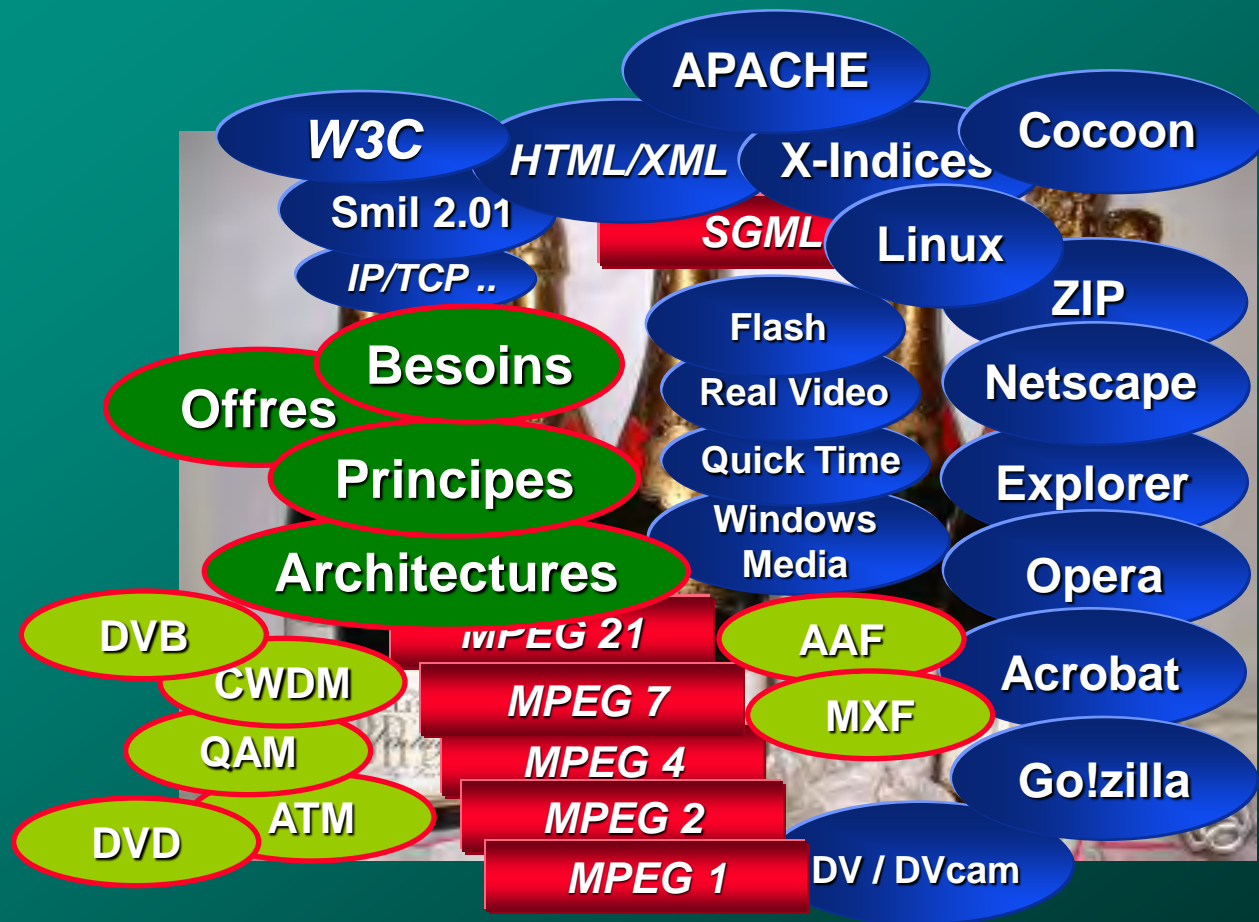 APACHE
W3C
HTML/XML
X-Indices
Cocoon
Smil 2.01
SGML
Linux
IP/TCP ..
ZIP
Flash
Besoins
Offres
Real Video
Netscape
Principes
Quick Time
Explorer
Windows
Media
Architectures
Opera
DVB
MPEG 21
AAF
CWDM
MPEG 7
MXF
Acrobat
QAM
MPEG 4
Go!zilla
ATM
MPEG 2
DVD
MPEG 1
DV / DVcam